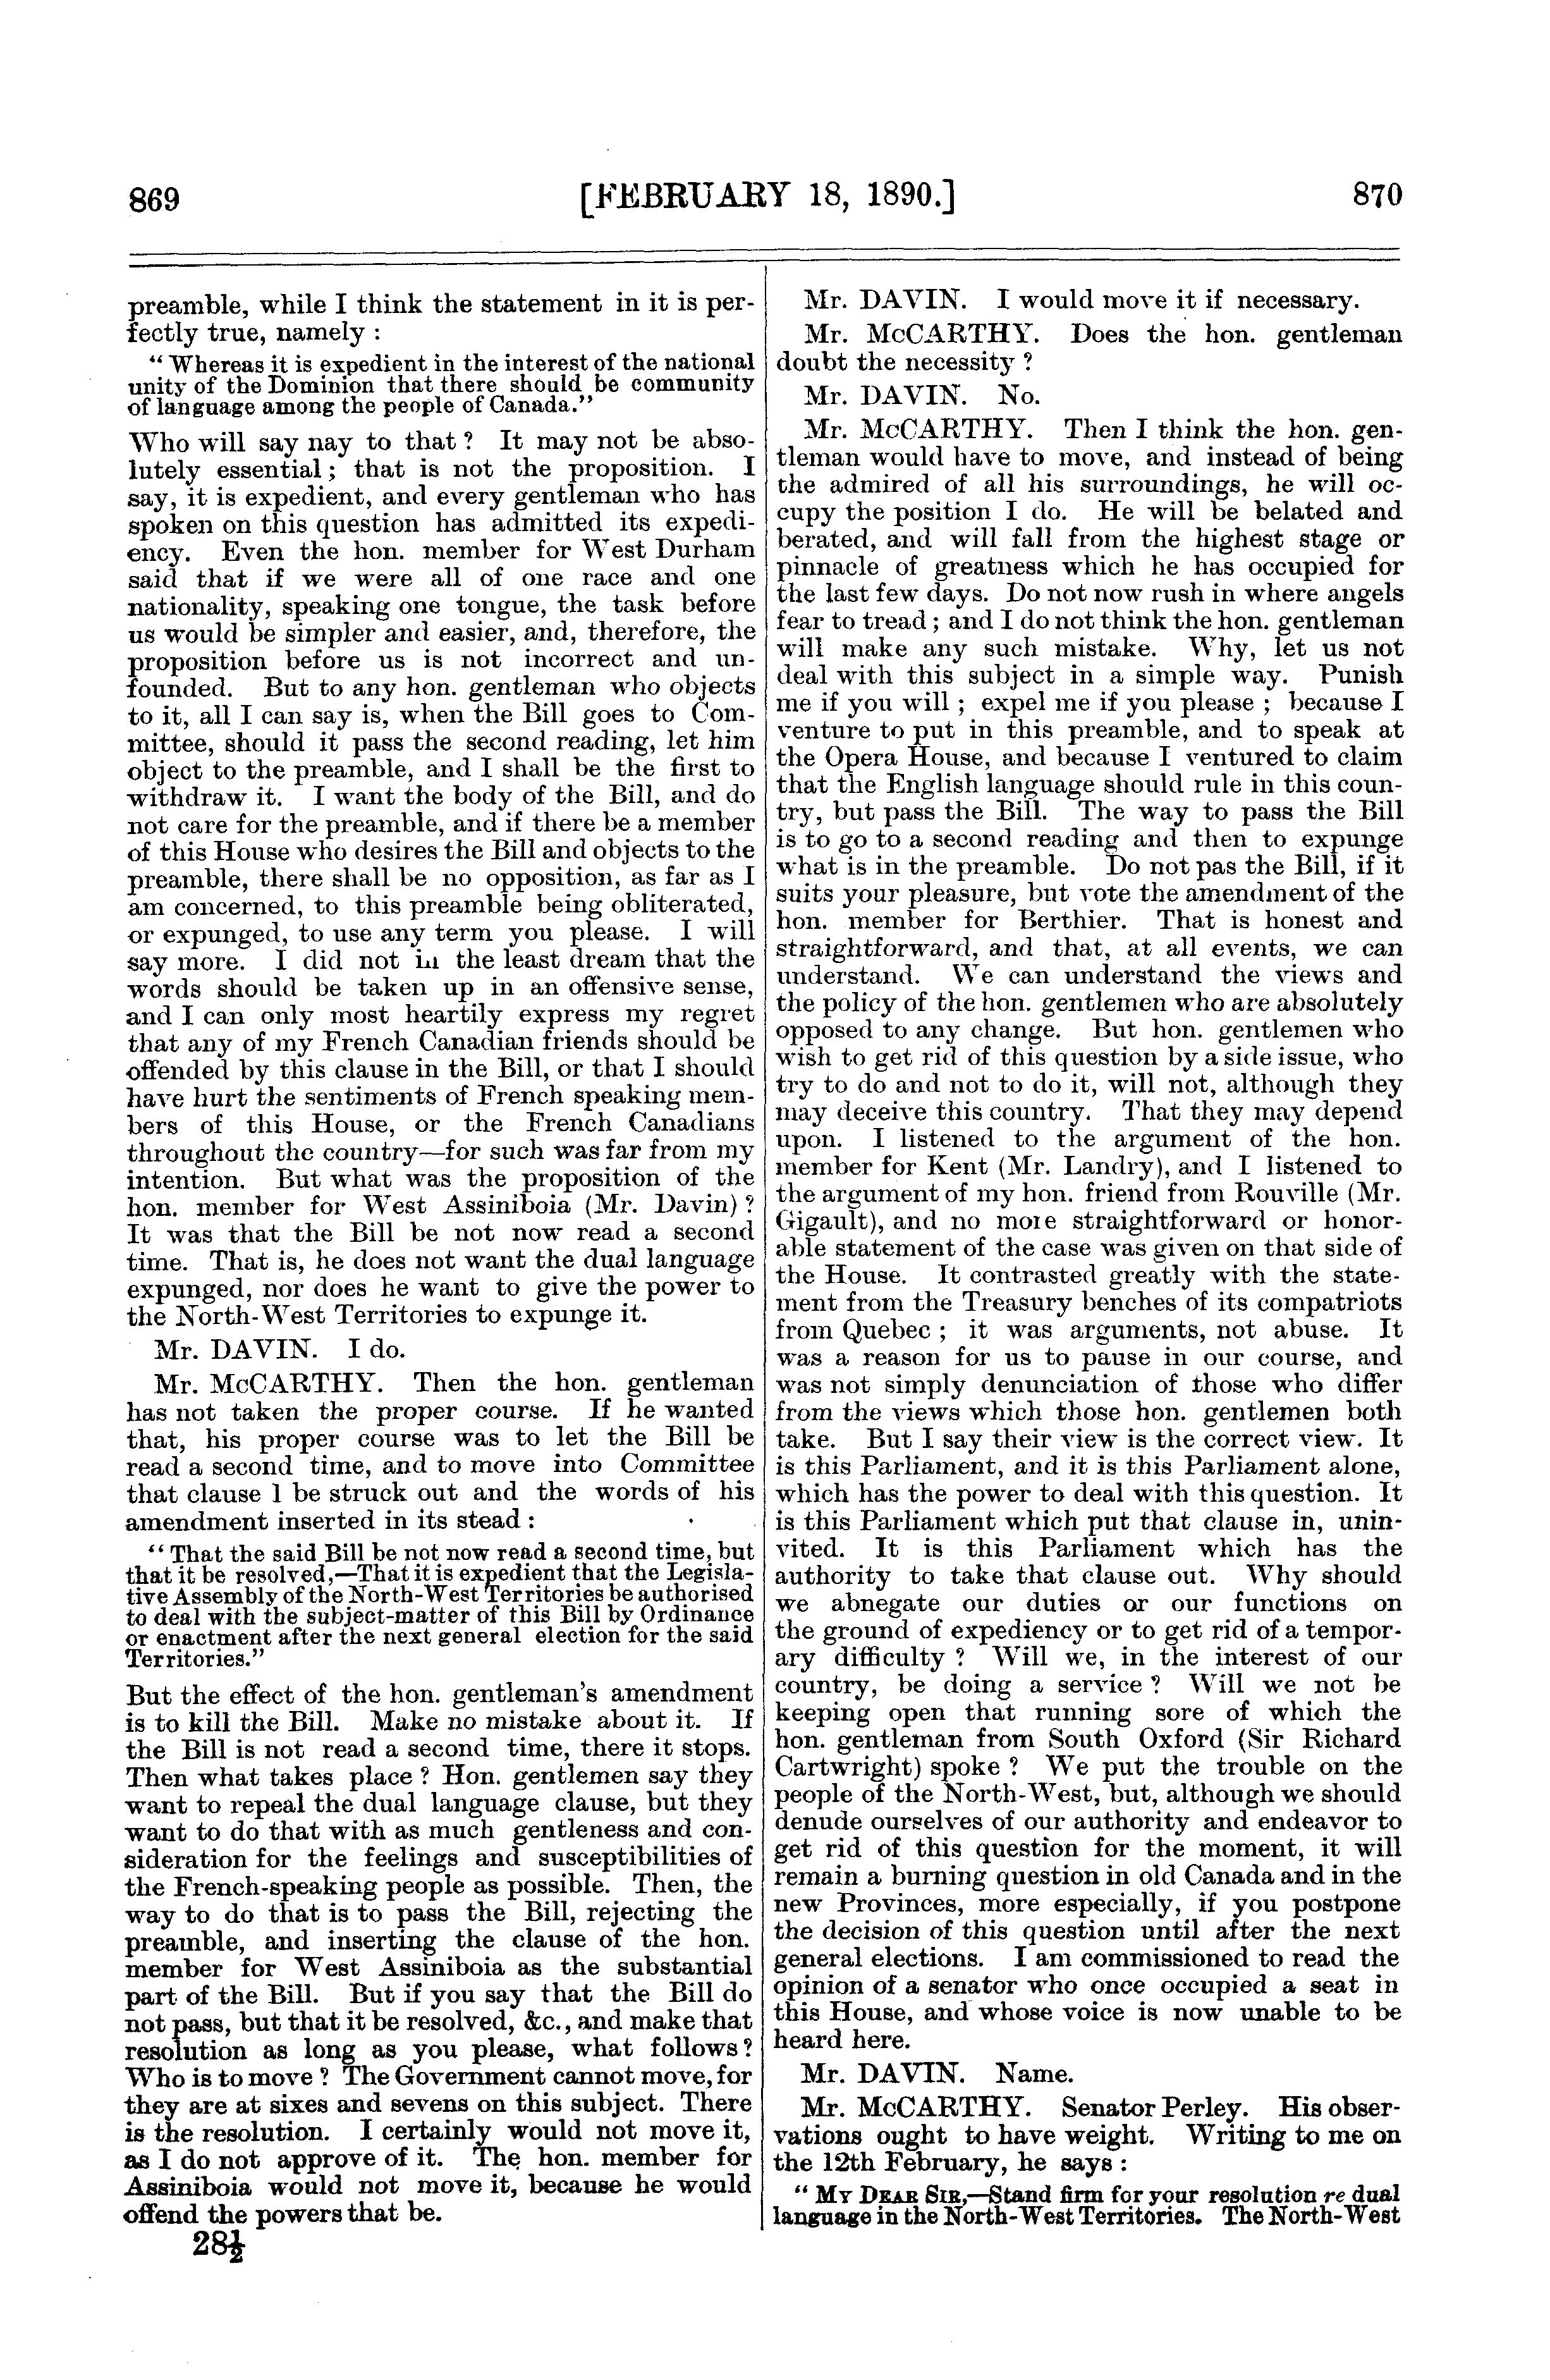 869
[FEBRUARY 18, 1890.]
870
preamble, while I think the statement in it is per-
fectly true, namely :
" Whereas it is expedient in the interest of the national
unity of the Dominion that there should be community
of language among the people of Canada."
Who will say nay to that ? It may not be abso-
lutely essential ; that is not the proposition. I
say, it is expedient, and every gentleman who has
spoken on this question has admitted its expedi-
ency. Even the hon. member for West Durham
said that if we were all of one race and one
nationality, speaking one tongue, the task before
us would be simpler and easier, and, therefore, the
proposition before us is not incorrect and un-
founded. But to any hon. gentleman who objects
to it, all I can say is, when the Bill goes to Com-
mittee, should it pass the second reading, let him
object to the preamble, and I shall be the first to
withdraw it. I want the body of the Bill, and do
not care for the preamble, and if there be a member
of this House who desires the Bill and objects to the
preamble, there shall be no opposition, as far as I
am concerned, to this preamble being obliterated,
or expunged, to use any term you please. I will
say more. I did not in the least dream that the
words should be taken up in an offensive sense,
and I can only most heartily express my regret
that any of my French Canadian friends should be
offended by this clause in the Bill, or that I should
have hurt the sentiments of French speaking mem-
bers of this House, or the French Canadians
throughout the country—for such was far from my
intention. But what was the proposition of the
hon. member for West Assiniboia (Mr. Davin) ?
It was that the Bill be not now read a second
time. That is, he does not want the dual language
expunged, nor does he want to give the power to
the North-West Territories to expunge it.
Mr. DAVIN. I do.
Mr. McCARTHY. Then the hon. gentleman
has not taken the proper course. If he wanted
that, his proper course was to let the Bill be
read a second time, and to move into Committee
that clause 1 be struck out and the words of his
amendment inserted in its stead :
" That the said Bill be not now read a second time, but
that it be resolved,—That it is expedient that the Legisla-
tive Assembly of the North-West Territories be authorised
to deal with the subject-matter of this Bill by Ordinance
or enactment after the next general election for the said
Territories."
But the effect of the hon. gentleman's amendment
is to kill the Bill. Make no mistake about it. If
the Bill is not read a second time, there it stops.
Then what takes place ? Hon. gentlemen say they
want to repeal the dual language clause, but they
want to do that with as much gentleness and con-
sideration for the feelings and susceptibilities of
the French-speaking people as possible. Then, the
way to do that is to pass the Bill, rejecting the
preamble, and inserting the clause of the hon.
member for West Assiniboia as the substantial
part of the Bill. But if you say that the Bill do
not pass, but that it be resolved, &c., and make that
resolution as long as you please, what follows ?
Who is to move ? The Government cannot move, for
they are at sixes and sevens on this subject. There
is the resolution. I certainly would not move it,
as I do not approve of it. The hon. member for
Assiniboia would not move it, because he would
offend the powers that be.
28½
Mr. DAVIN. I would move it if necessary.
Mr. McCARTHY. Does the hon. gentleman
doubt the necessity ?
Mr. DAVIN. No.
Mr. McCARTHY. Then I think the hon. gen-
tleman would have to move, and instead of being
the admired of all his surroundings, he will oc-
cupy the position I do. He will be belated and
berated, and will fall from the highest stage or
pinnacle of greatness which he has occupied for
the last few days. Do not now rush in where angels
fear to tread ; and I do not think the hon. gentleman
will make any such mistake. Why, let us not
deal with this subject in a simple way. Punish
me if you will ; expel me if you please ; because I
venture to put in this preamble, and to speak at
the Opera House, and because I ventured to claim
that the English language should rule in this coun-
try, but pass the Bill. The way to pass the Bill
is to go to a second reading and then to expunge
what is in the preamble. Do not pas the Bill, if it
suits your pleasure, but vote the amendment of the
hon. member for Berthier. That is honest and
straightforward, and that, at all events, we can
understand. We can understand the views and
the policy of the hon. gentlemen who are absolutely
opposed to any change. But hon. gentlemen who
wish to get rid of this question by a side issue, who
try to do and not to do it, will not, although they
may deceive this country. That they may depend
upon. I listened to the argument of the hon.
member for Kent (Mr. Landry), and I listened to
the argument of my hon. friend from Rouville (Mr.
Gigault), and no more straightforward or honor-
able statement of the case was given on that side of
the House. It contrasted greatly with the state-
ment from the Treasury benches of its compatriots
from Quebec ; it was arguments, not abuse. It
was a reason for us to pause in our course, and
was not simply denunciation of those who differ
from the views which those hon. gentlemen both
take. But I say their view is the correct view. It
is this Parliament, and it is this Parliament alone,
which has the power to deal with this question. It
is this Parliament which put that clause in, unin-
vited. It is this Parliament which has the
authority to take that clause out. Why should
we abnegate our duties or our functions on
the ground of expediency or to get rid of a tempor-
ary difficulty ? Will we, in the interest of our
country, be doing a service ? Will we not be
keeping open that running sore of which the
hon. gentleman from South Oxford (Sir Richard
Cartwright) spoke ? We put the trouble on the
people of the North-West, but, although we should
denude ourselves of our authority and endeavor to
get rid of this question for the moment, it will
remain a burning question in old Canada and in the
new Provinces, more especially, if you postpone
the decision of this question until after the next
general elections. I am commissioned to read the
opinion of a senator who once occupied a seat in
this House, and whose voice is now unable to be
heard here.
Mr. DAVIN. Name.
Mr. McCARTHY. Senator Perley. His obser-
vations ought to have weight. Writing to me on
the 12th February, he says :
" MY DEAR SIR,—Stand firm for your resolution re dual
language in the North-West Territories. The North-West